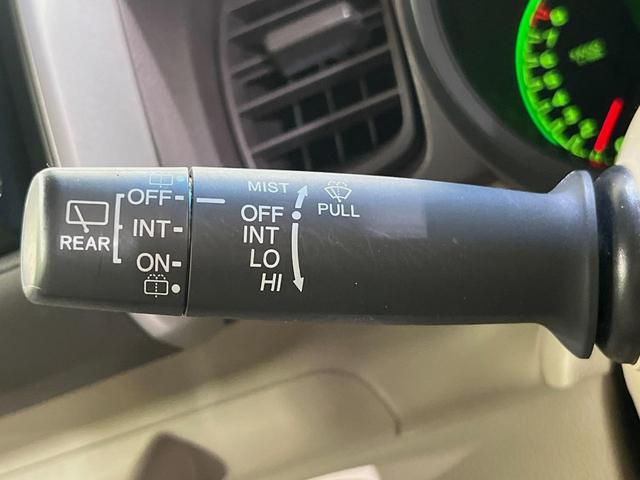 OFF
REAR
INT
ON
MIST
OFF
INT
LO
HI
PULL